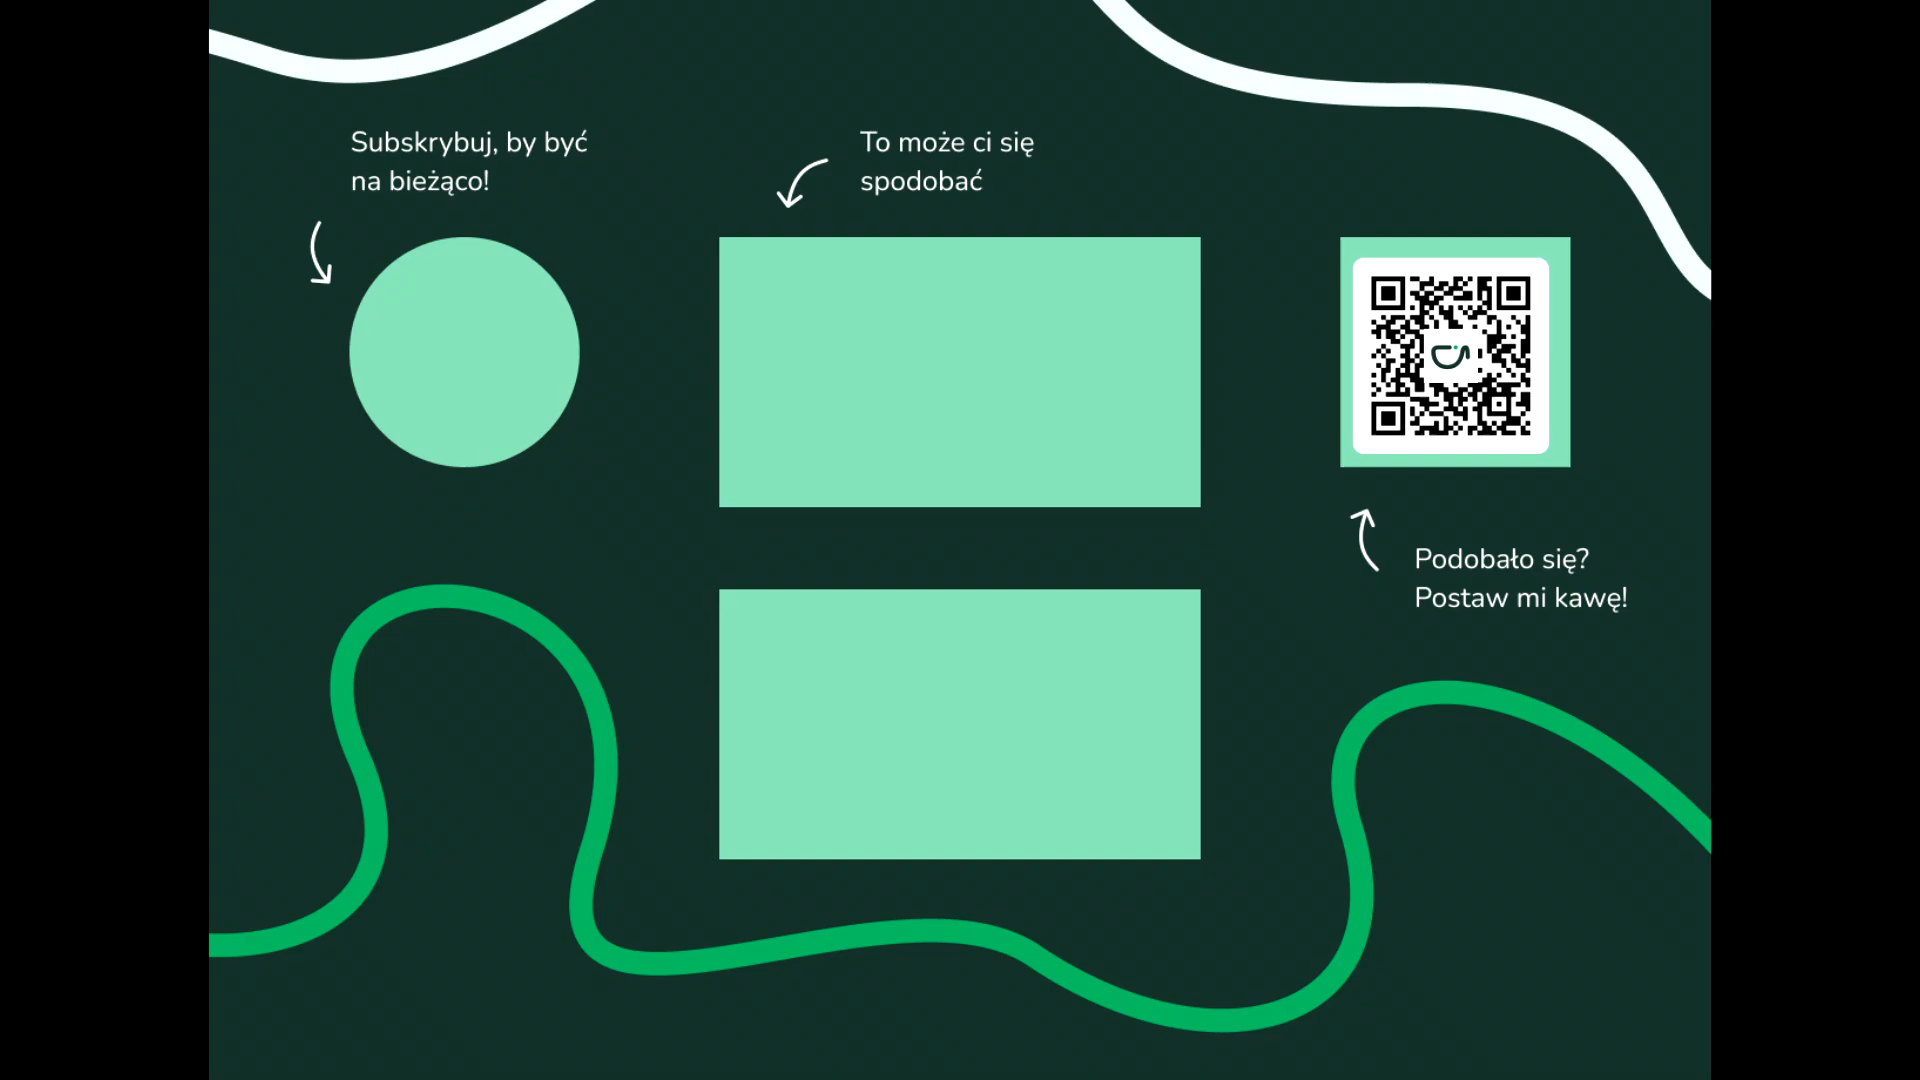 Subskrybuj, by być
na bieżąco!
To może ci się
spodobać
Podobało się?
Postaw mi kawę!